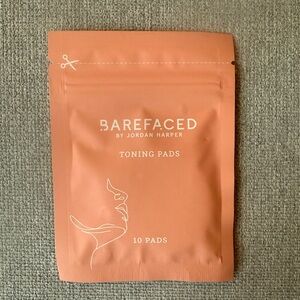 BAREFACED
BY JORDAN HARPER
TONING PADS
10 PADS